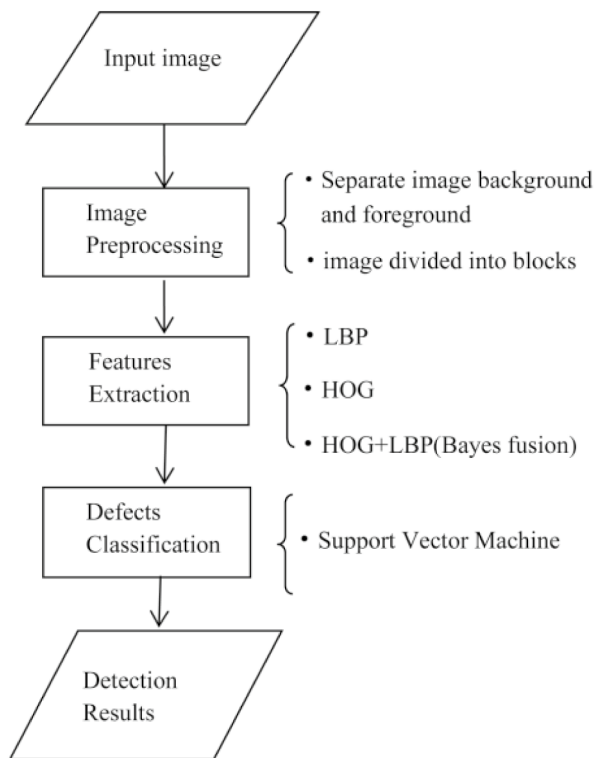 Input image
Image
Preprocessing
• Separate image background
and foreground
• image divided into blocks
Features
Extraction
• LBP
• HOG
• HOG+LBP(Bayes fusion)
Defects
Classification
• Support Vector Machine
Detection
Results